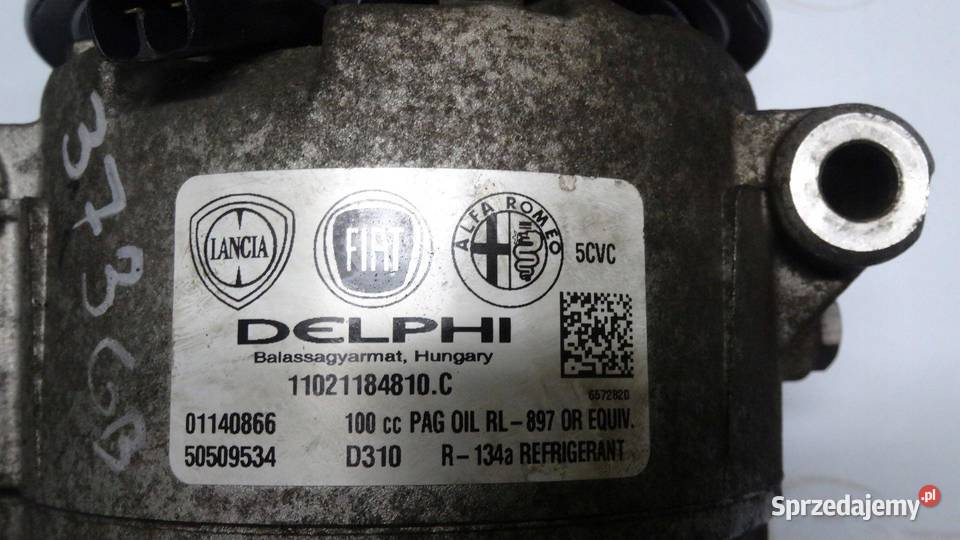 LANCIA
FIAT
ALFA ROMEO
5CVC
DELPHI
Balassagyarmat, Hungary
11021184810.C
6572820
01140866 100 cc PAG OIL RL-897 OR EQUIV.
50509534 D310 R-134a REFRIGERANT
Sprzedajemy.pl